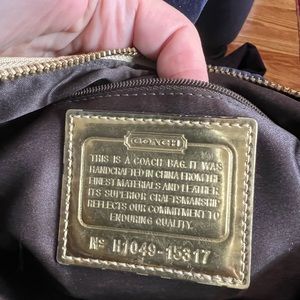 COACH
THIS IS A COACH BAG. IT WAS
HANDCRAFTED IN CHINA FROM THE
FINEST MATERIALS AND LEATHER.
ITS SUPERIOR CRAFTSMANSHIP
REFLECTS OUR COMMITMENT TO
ENDURING QUALITY.
Nº H1049-15317